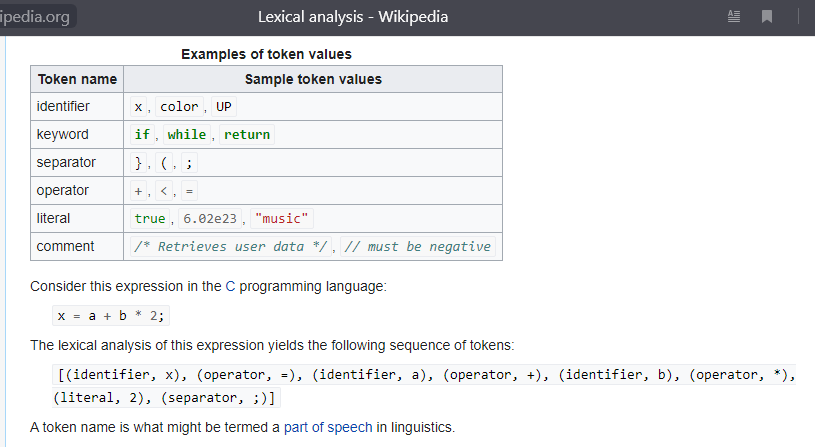 ipedia.org
Lexical analysis - Wikipedia
Examples of token values
Token name Sample token values
identifier x, color, UP
keyword if, while, return
separator }, (, ;
operator +, <, =
literal true, 6.02e23, "music"
comment /* Retrieves user data */, // must be negative
Consider this expression in the C programming language:
x = a + b * 2;
The lexical analysis of this expression yields the following sequence of tokens:
[(identifier, x), (operator, =), (identifier, a), (operator, +), (identifier, b), (operator, *),
(literal, 2), (separator, ;)]
A token name is what might be termed a part of speech in linguistics.